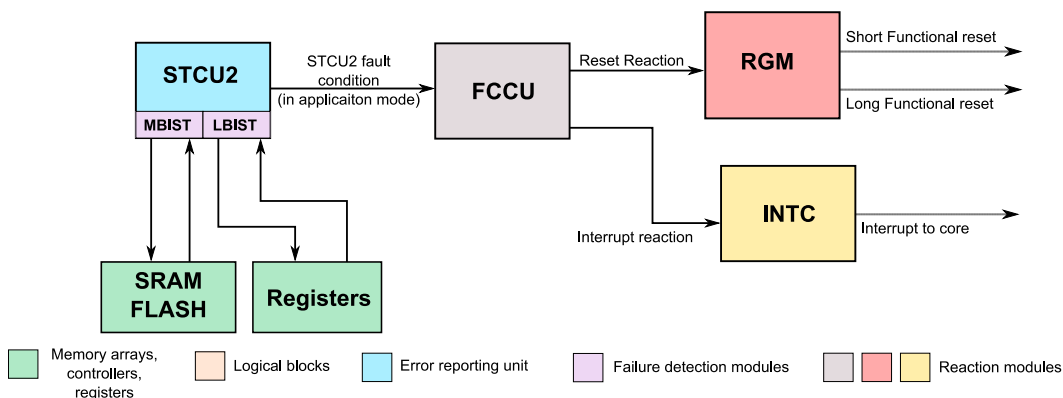 STCU2
MBIST
LBIST
STCU2 fault
condition
(in applicaiton mode)
FCCU
Reset Reaction
RGM
Short Functional reset
Long Functional reset
Interrupt reaction
INTC
Interrupt to core
SRAM
FLASH
Registers
Memory arrays,
controllers,
registers
Logical blocks
Error reporting unit
Failure detection modules
Reaction modules